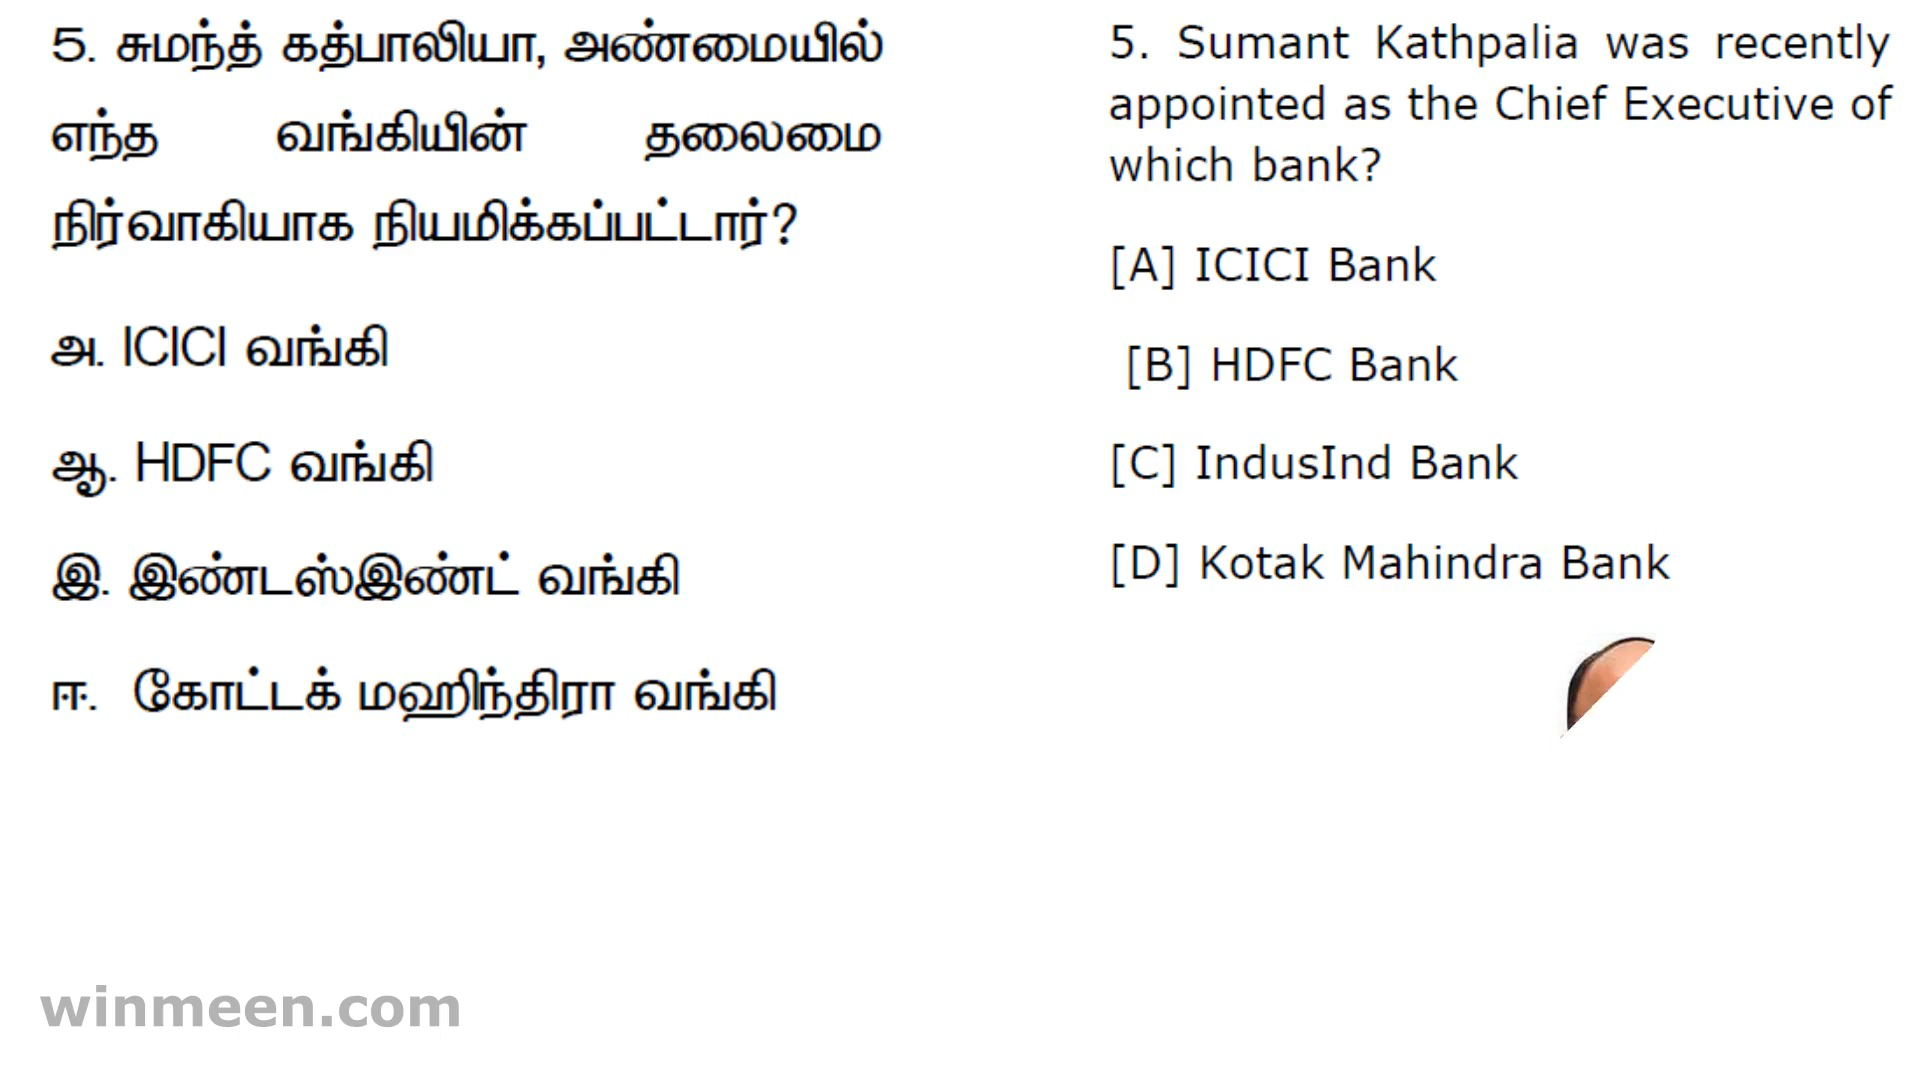 5. சுமந்த் கத்பாலியா, அண்மையில்
எந்த வங்கியின் தலைமை
நிர்வாகியாக நியமிக்கப்பட்டார்?
அ. ICICI வங்கி
ஆ. HDFC வங்கி
இ. இண்டஸ்இண்ட் வங்கி
ஈ. கோட்டக் மஹிந்திரா வங்கி
5. Sumant Kathpalia was recently
appointed as the Chief Executive of
which bank?
[A] ICICI Bank
[B] HDFC Bank
[C] IndusInd Bank
[D] Kotak Mahindra Bank
winmeen.com